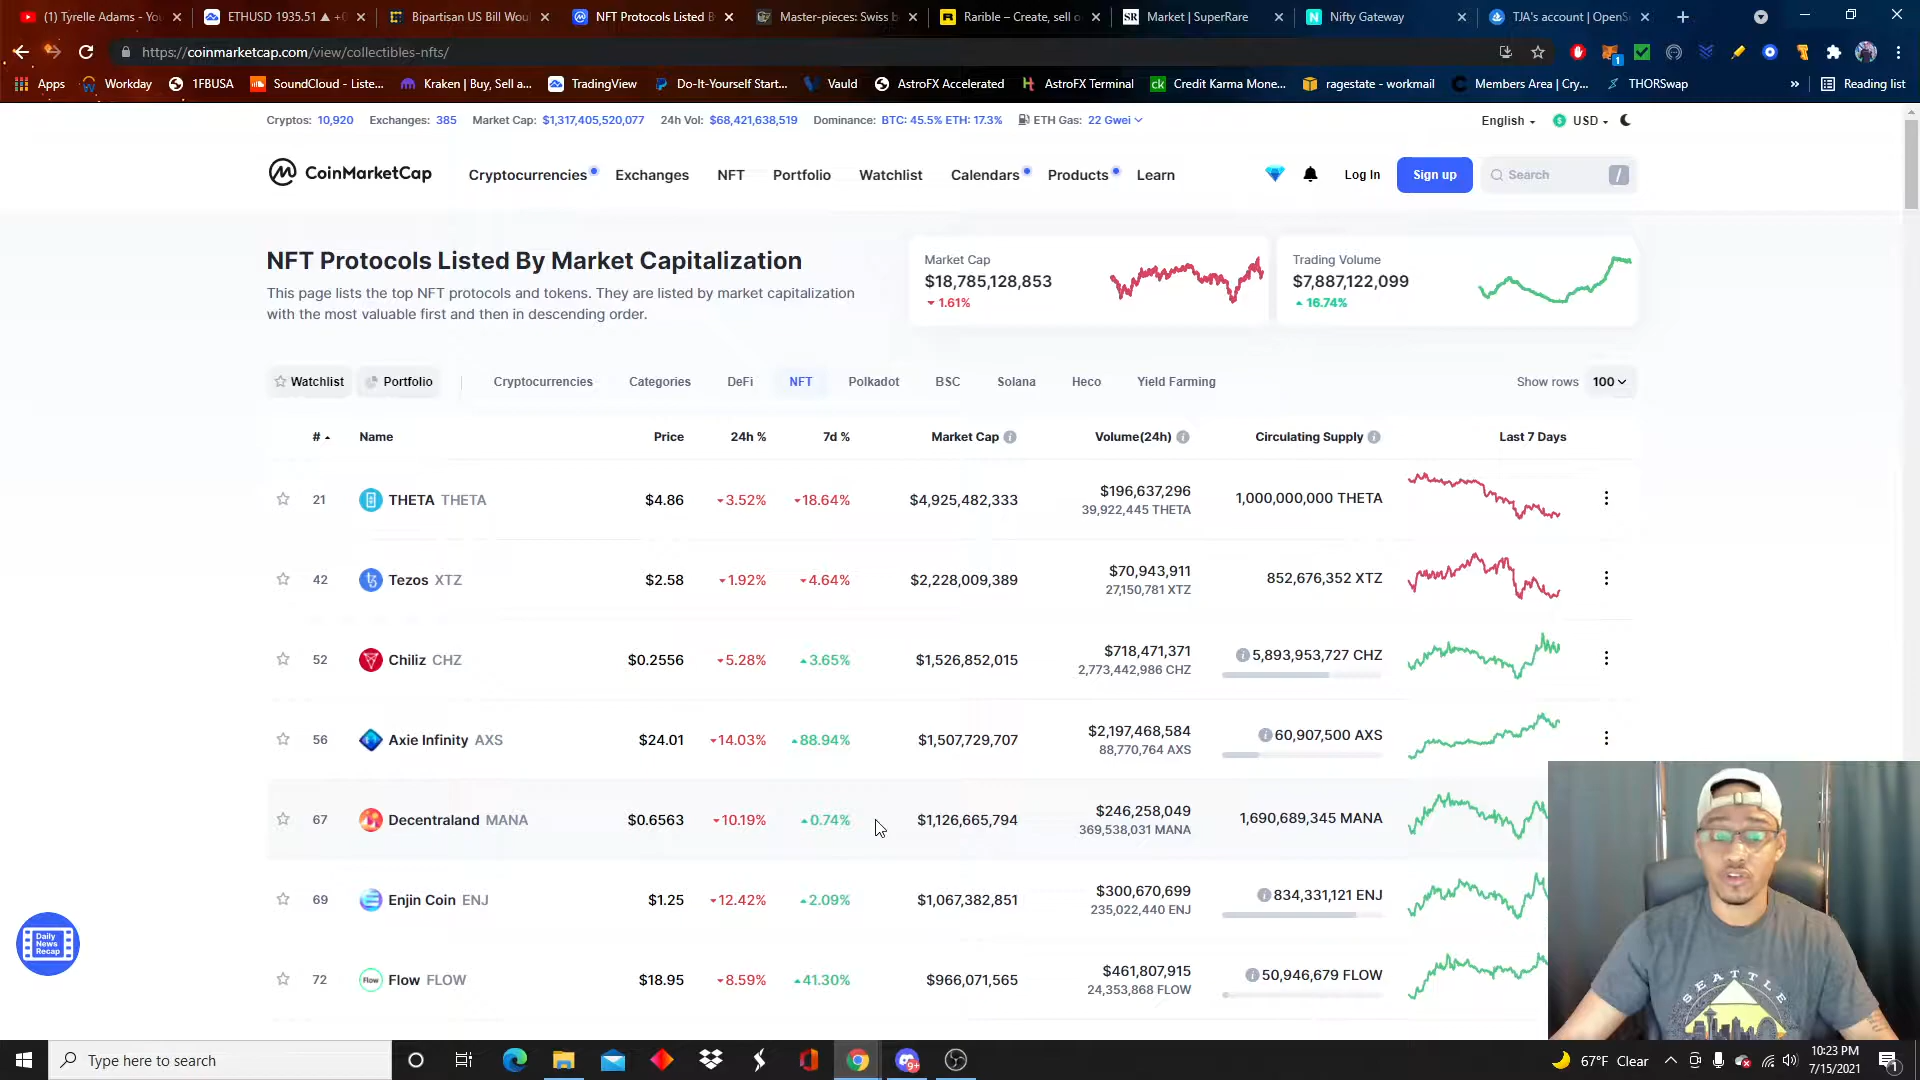 (1) Tyrelle Adams - You
ETHUSD 1935.51 ▲ +0
Bipartisan US Bill Woul
NFT Protocols Listed B
Master-pieces: Swiss b
Rarible – Create, sell o
Market | SuperRare
Nifty Gateway
TJA's account | OpenSe
https://coinmarketcap.com/view/collectibles-nfts/
Apps
Workday
1FBUSA
SoundCloud - Liste...
Kraken | Buy, Sell a...
TradingView
Do-It-Yourself Start...
Vauld
AstroFX Accelerated
AstroFX Terminal
Credit Karma Mone...
ragestate - workmail
Members Area | Cry...
THORSwap
»
Reading list
Cryptos: 10,920 Exchanges: 385 Market Cap: $1,317,405,520,077 24h Vol: $68,421,638,519 Dominance: BTC: 45.5% ETH: 17.3% ETH Gas: 22 Gwei
English
USD
CoinMarketCap
Cryptocurrencies
Exchanges
NFT
Portfolio
Watchlist
Calendars
Products
Learn
Log In
Sign up
Search
/
NFT Protocols Listed By Market Capitalization
This page lists the top NFT protocols and tokens. They are listed by market capitalization
with the most valuable first and then in descending order.
Market Cap
$18,785,128,853
1.61%
Trading Volume
$7,887,122,099
16.74%
Watchlist
Portfolio
Cryptocurrencies
Categories
DeFi
NFT
Polkadot
BSC
Solana
Heco
Yield Farming
Show rows 100
# Name Price 24h % 7d % Market Cap Volume(24h) Circulating Supply Last 7 Days
21 THETA THETA $4.86 3.52% 18.64% $4,925,482,333 $196,637,296 1,000,000,000 THETA
39,922,445 THETA
42 Tezos XTZ $2.58 1.92% 4.64% $2,228,009,389 $70,943,911 852,676,352 XTZ
27,150,781 XTZ
52 Chiliz CHZ $0.2556 5.28% 3.65% $1,526,852,015 $718,471,371 5,893,953,727 CHZ
2,773,442,986 CHZ
56 Axie Infinity AXS $24.01 14.03% 88.94% $1,507,729,707 $2,197,468,584 60,907,500 AXS
88,770,764 AXS
67 Decentraland MANA $0.6563 10.19% 0.74% $1,126,665,794 $246,258,049 1,690,689,345 MANA
369,538,031 MANA
69 Enjin Coin ENJ $1.25 12.42% 2.09% $1,067,382,851 $300,670,699 834,331,121 ENJ
235,022,440 ENJ
72 Flow FLOW $18.95 8.59% 41.30% $966,071,565 $461,807,915 50,946,679 FLOW
24,353,868 FLOW
Daily
News
Recap
SEATTLE
Type here to search
9+
67°F Clear
10:23 PM
7/15/2021
1